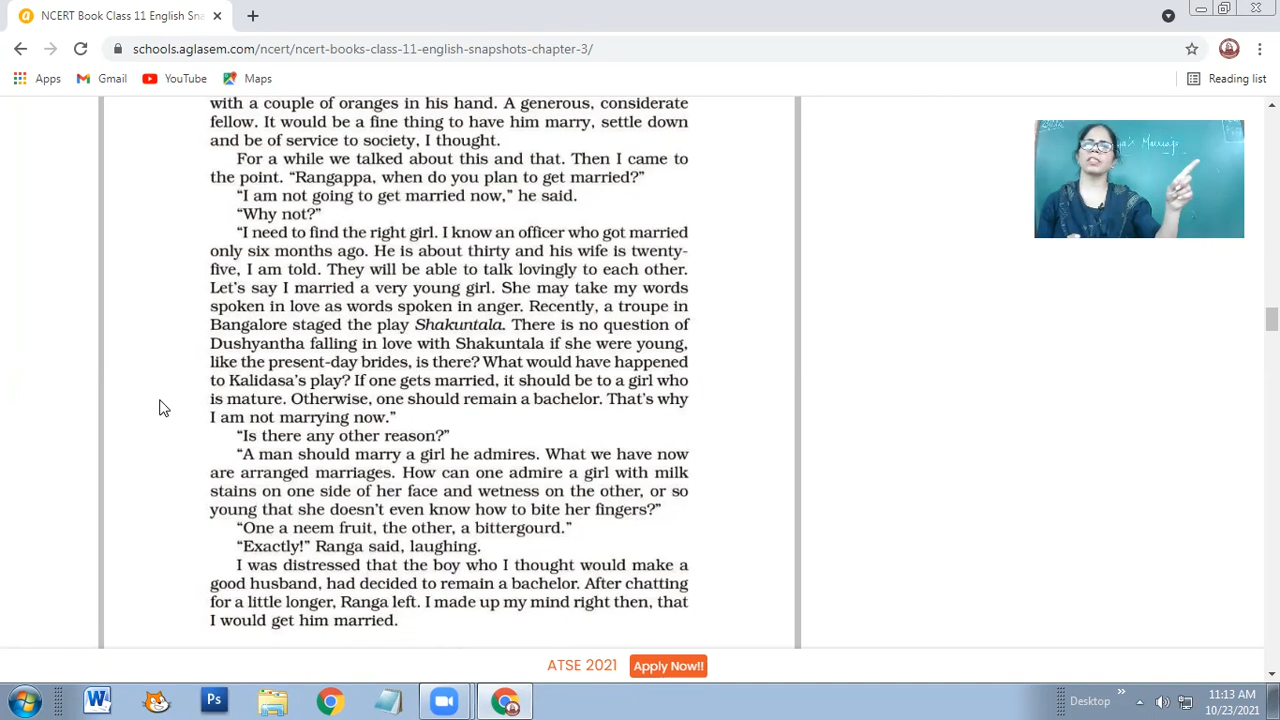 NCERT Book Class 11 English Sna
schools.aglasem.com/ncert/ncert-books-class-11-english-snapshots-chapter-3/
Apps Gmail YouTube Maps Reading list
with a couple of oranges in his hand. A generous, considerate
fellow. It would be a fine thing to have him marry, settle down
and be of service to society, I thought.
For a while we talked about this and that. Then I came to
the point. “Rangappa, when do you plan to get married?”
“I am not going to get married now,” he said.
“Why not?”
“I need to find the right girl. I know an officer who got married
only six months ago. He is about thirty and his wife is twenty-
five, I am told. They will be able to talk lovingly to each other.
Let’s say I married a very young girl. She may take my words
spoken in love as words spoken in anger. Recently, a troupe in
Bangalore staged the play Shakuntala. There is no question of
Dushyantha falling in love with Shakuntala if she were young,
like the present-day brides, is there? What would have happened
to Kalidasa’s play? If one gets married, it should be to a girl who
is mature. Otherwise, one should remain a bachelor. That’s why
I am not marrying now.”
“Is there any other reason?”
“A man should marry a girl he admires. What we have now
are arranged marriages. How can one admire a girl with milk
stains on one side of her face and wetness on the other, or so
young that she doesn’t even know how to bite her fingers?”
“One a neem fruit, the other, a bittergourd.”
“Exactly!” Ranga said, laughing.
I was distressed that the boy who I thought would make a
good husband, had decided to remain a bachelor. After chatting
for a little longer, Ranga left. I made up my mind right then, that
I would get him married.
Marriage
ATSE 2021 Apply Now!!
Ps
Desktop
11:13 AM
10/23/2021